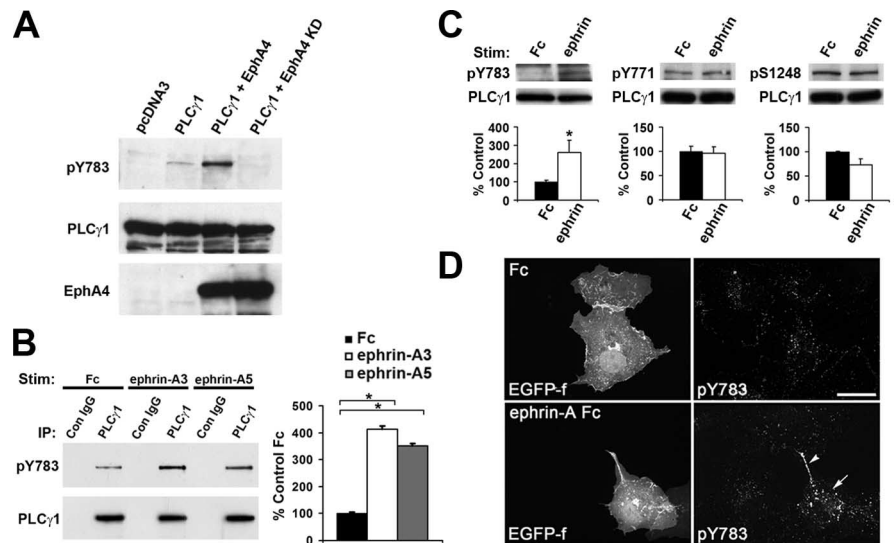 A
pcDNA3
PLCγ1
PLCγ1 + EphA4
PLCγ1 + EphA4 KD
pY783
PLCγ1
EphA4
B
Stim:
Fc ephrin-A3 ephrin-A5
IP:
Con IgG PLCγ1 Con IgG PLCγ1 Con IgG PLCγ1
pY783
PLCγ1
Fc
ephrin-A3
ephrin-A5
% Control Fc
500
400
300
200
100
0
*
*
C
Stim:
Fc ephrin
pY783
PLCγ1
% Control
400
300
200
100
0
*
Fc
ephrin
Fc ephrin
pY771
PLCγ1
150
100
50
0
Fc
ephrin
Fc ephrin
pS1248
PLCγ1
150
100
50
0
Fc
ephrin
D
Fc
EGFP-f
pY783
ephrin-A Fc
EGFP-f
pY783